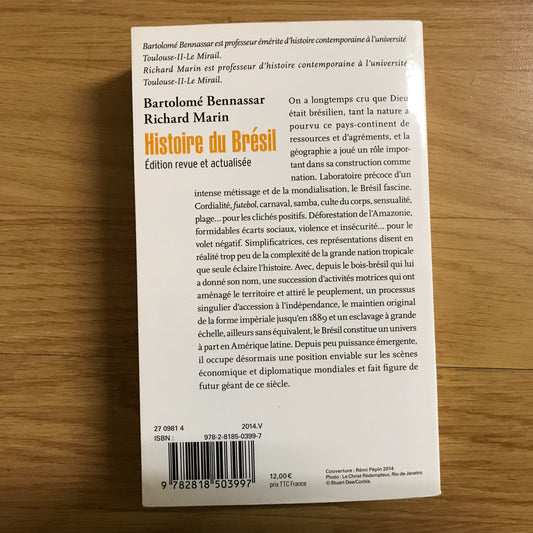 Bartolomé Bennassar est professeur émérite d'histoire contemporaine à l'université
Toulouse-II-Le Mirail.
Richard Marin est professeur d'histoire contemporaine à l'université
Toulouse-II-Le Mirail.
Bartolomé Bennassar
Richard Marin
Histoire du Brésil
Édition revue et actualisée
On a longtemps cru que Dieu
était brésilien, tant la nature a
pourvu ce pays-continent de
ressources et d'agréments, et la
géographie a joué un rôle impor-
tant dans sa construction comme
nation. Laboratoire précoce d'un
intense métissage et de la mondialisation, le Brésil fascine.
Cordialité, futebol, carnaval, samba, culte du corps, sensualité,
plage... pour les clichés positifs. Déforestation de l'Amazonie,
formidables écarts sociaux, violence et insécurité... pour le
volet négatif. Simplificatrices, ces représentations disent en
réalité trop peu de la complexité de la grande nation tropicale
que seule éclaire l'histoire. Avec, depuis le bois-brésil qui lui
a donné son nom, une succession d'activités motrices qui ont
aménagé le territoire et attiré le peuplement, un processus
singulier d'accession à l'indépendance, le maintien original
de la forme impériale jusqu'en 1889 et un esclavage à grande
échelle, ailleurs sans équivalent, le Brésil constitue un univers
à part en Amérique latine. Depuis peu puissance émergente,
il occupe désormais une position enviable sur les scènes
économique et diplomatique mondiales et fait figure de
futur géant de ce siècle.
27 0981 4 2014.V
ISBN : 978-2-8185-0399-7
9 782818 503997
12,00 €
prix TTC France
Couverture : Rémi Pépin 2014
Photo : Le Christ Rédempteur, Rio de Janeiro
© Stuart Dee/Corbis.